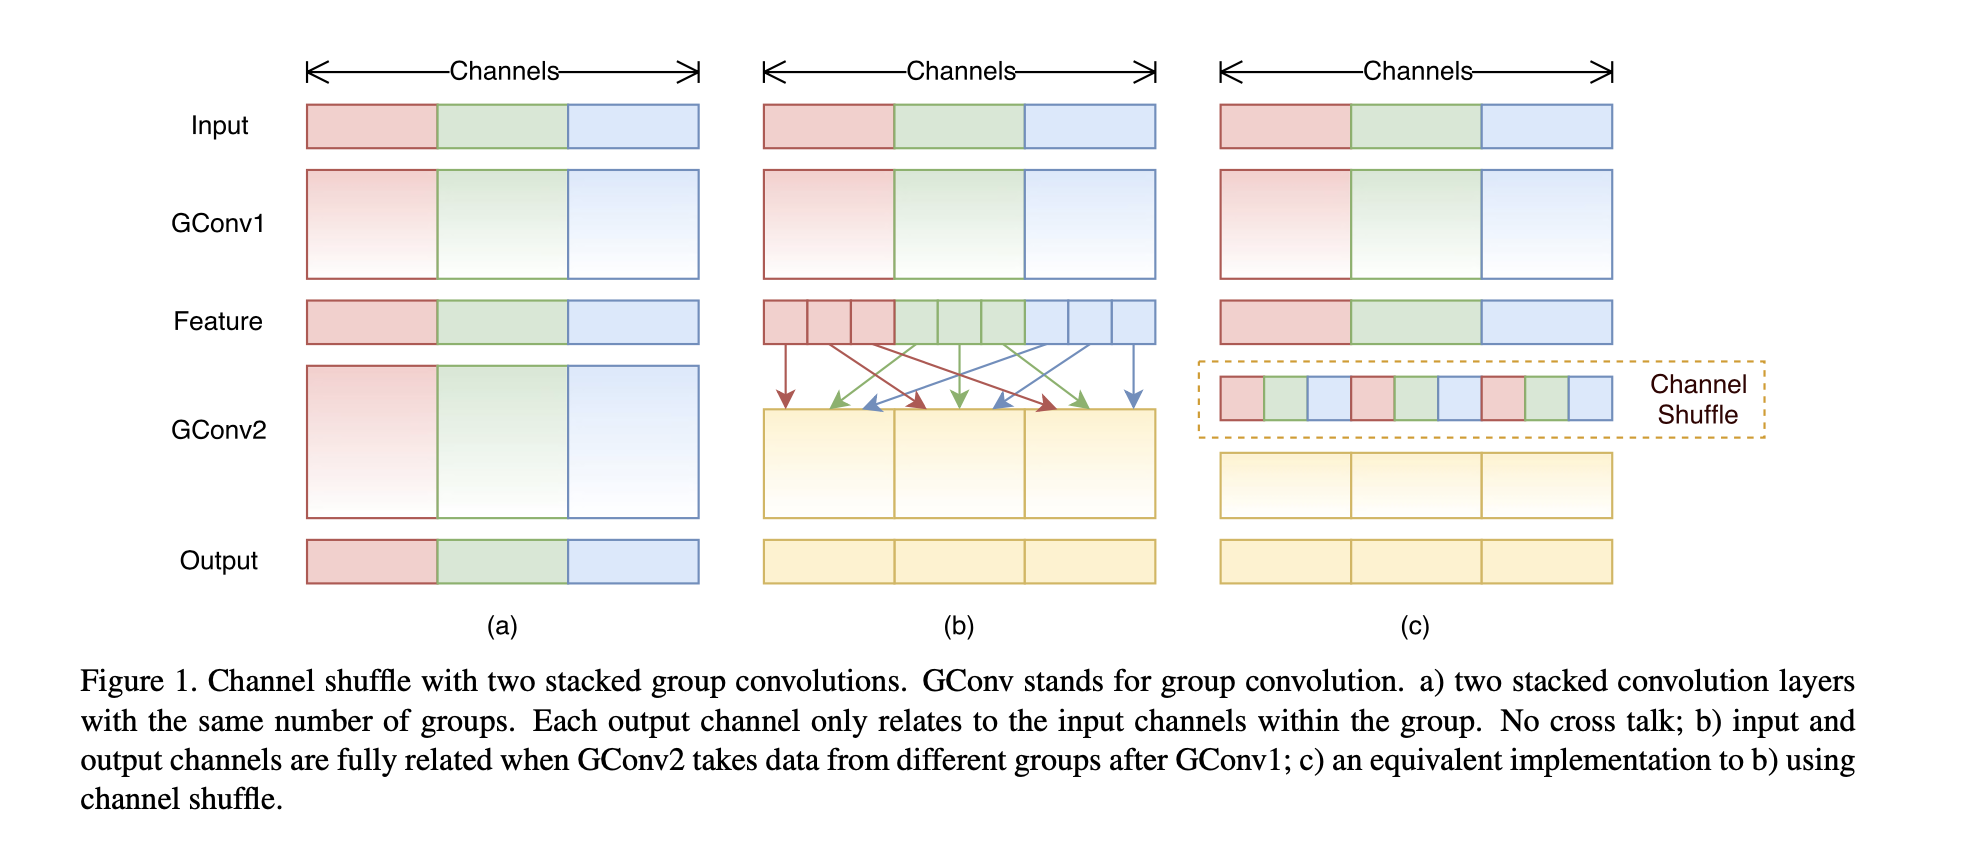 Channels Channels Channels
Input
GConv1
Feature
Channel
Shuffle
GConv2
Output
(a) (b) (c)
Figure 1. Channel shuffle with two stacked group convolutions. GConv stands for group convolution. a) two stacked convolution layers
with the same number of groups. Each output channel only relates to the input channels within the group. No cross talk; b) input and
output channels are fully related when GConv2 takes data from different groups after GConv1; c) an equivalent implementation to b) using
channel shuffle.